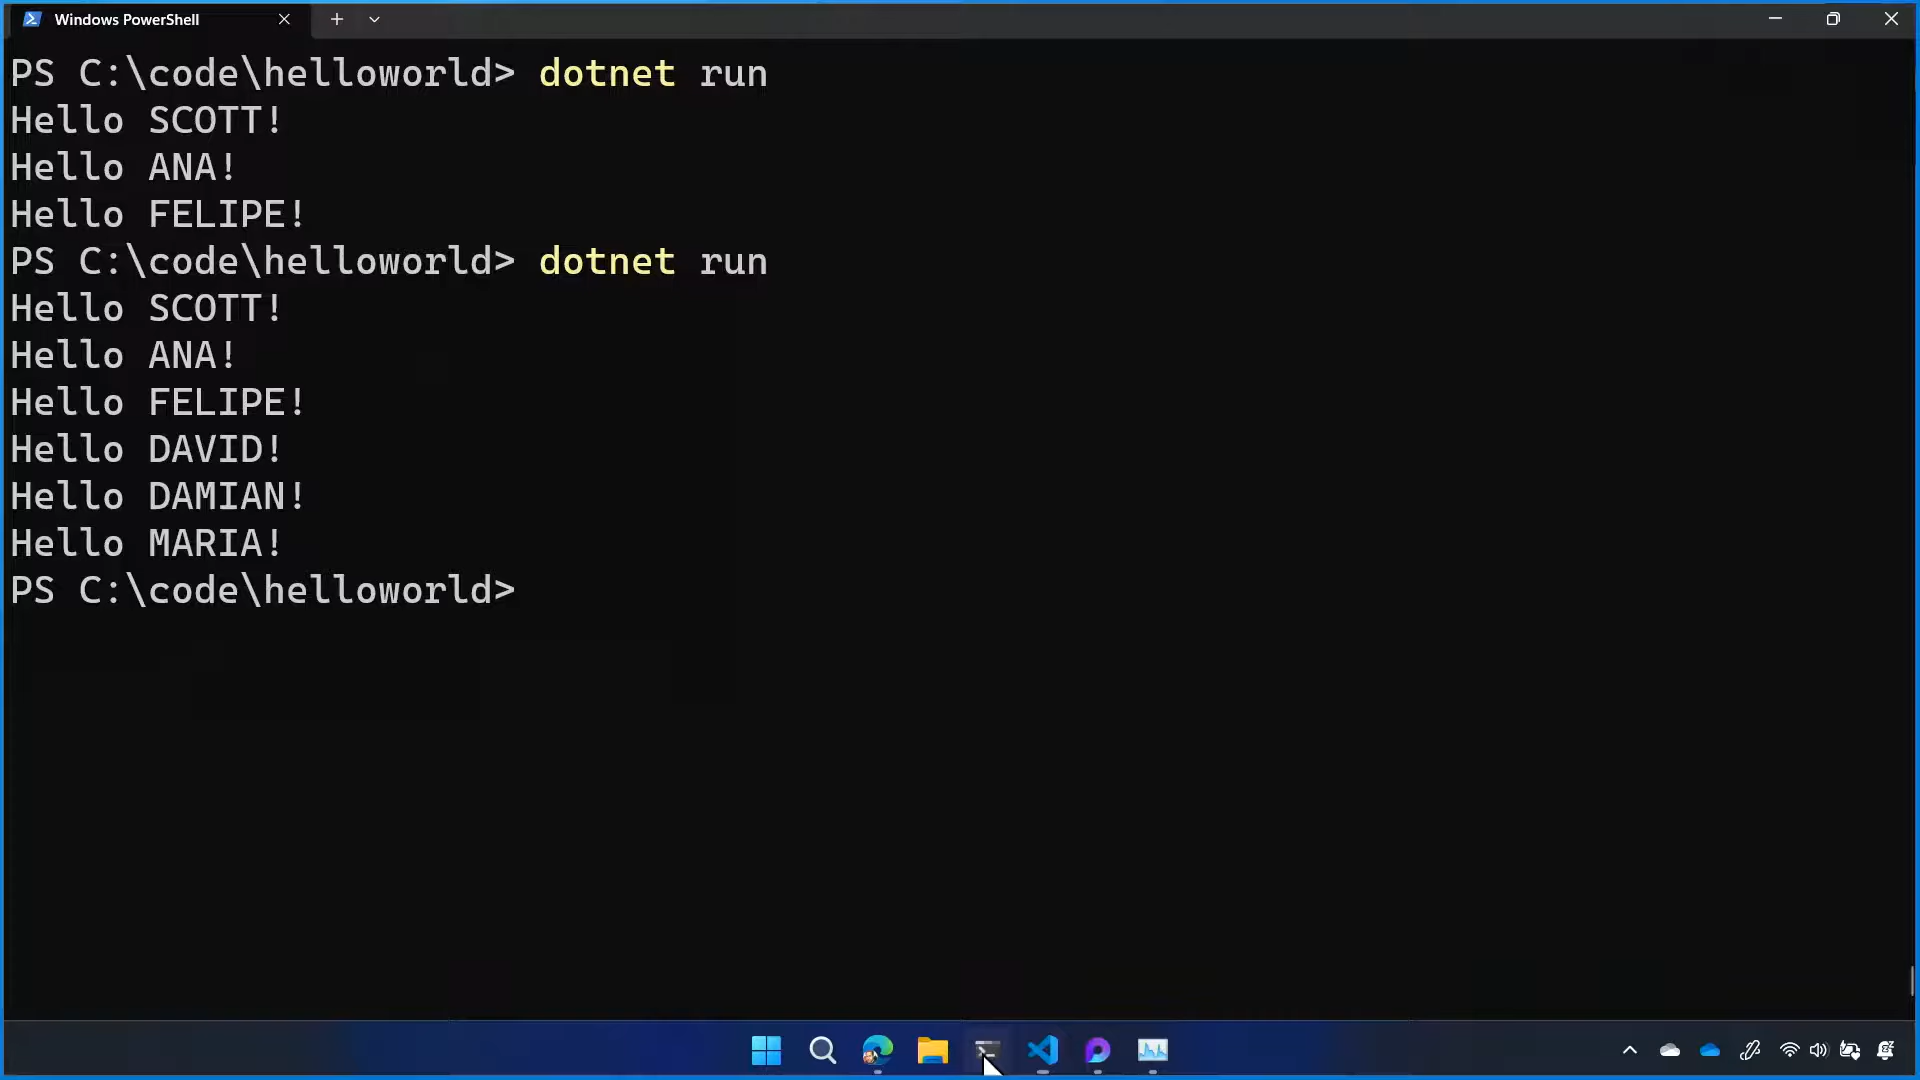 Windows PowerShell
PS C:\code\helloworld> dotnet run
Hello SCOTT!
Hello ANA!
Hello FELIPE!
PS C:\code\helloworld> dotnet run
Hello SCOTT!
Hello ANA!
Hello FELIPE!
Hello DAVID!
Hello DAMIAN!
Hello MARIA!
PS C:\code\helloworld>